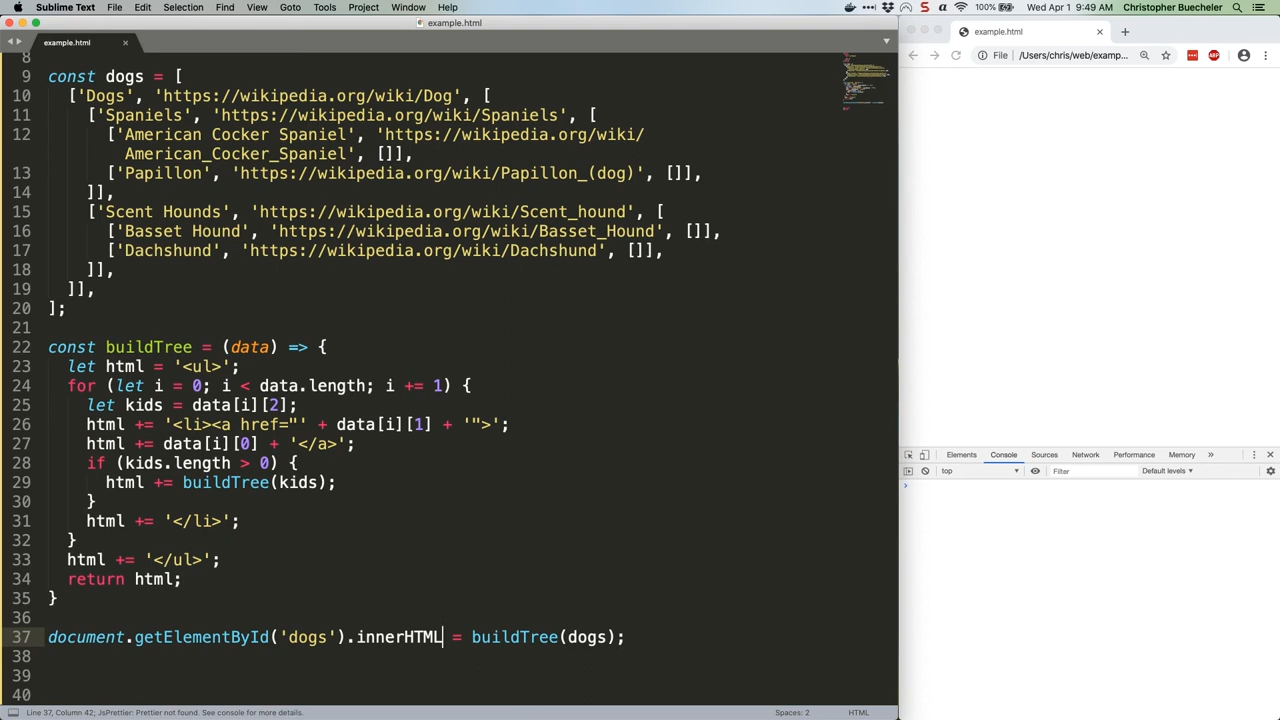 Sublime Text File Edit Selection Find View Goto Tools Project Window Help 100% Wed Apr 1 9:49 AM Christopher Buecheler
example.html
example.html
8
9 const dogs = [
10 ['Dogs', 'https://wikipedia.org/wiki/Dog', [
11 ['Spaniels', 'https://wikipedia.org/wiki/Spaniels', [
12 ['American Cocker Spaniel', 'https://wikipedia.org/wiki/
American_Cocker_Spaniel', []],
13 ['Papillon', 'https://wikipedia.org/wiki/Papillon_(dog)', []],
14 ]],
15 ['Scent Hounds', 'https://wikipedia.org/wiki/Scent_hound', [
16 ['Basset Hound', 'https://wikipedia.org/wiki/Basset_Hound', []],
17 ['Dachshund', 'https://wikipedia.org/wiki/Dachshund', []],
18 ]],
19 ]],
20 ];
21
22 const buildTree = (data) => {
23 let html = '<ul>';
24 for (let i = 0; i < data.length; i += 1) {
25 let kids = data[i][2];
26 html += '<li><a href="' + data[i][1] + '">';
27 html += data[i][0] + '</a>';
28 if (kids.length > 0) {
29 html += buildTree(kids);
30 }
31 html += '</li>';
32 }
33 html += '</ul>';
34 return html;
35 }
36
37 document.getElementById('dogs').innerHTML = buildTree(dogs);
38
39
40
Line 37, Column 42; JsPrettier: Prettier not found. See console for more details. Spaces: 2 HTML
example.html
File /Users/chris/web/examp... ABP
Elements Console Sources Network Performance Memory »
top Filter Default levels